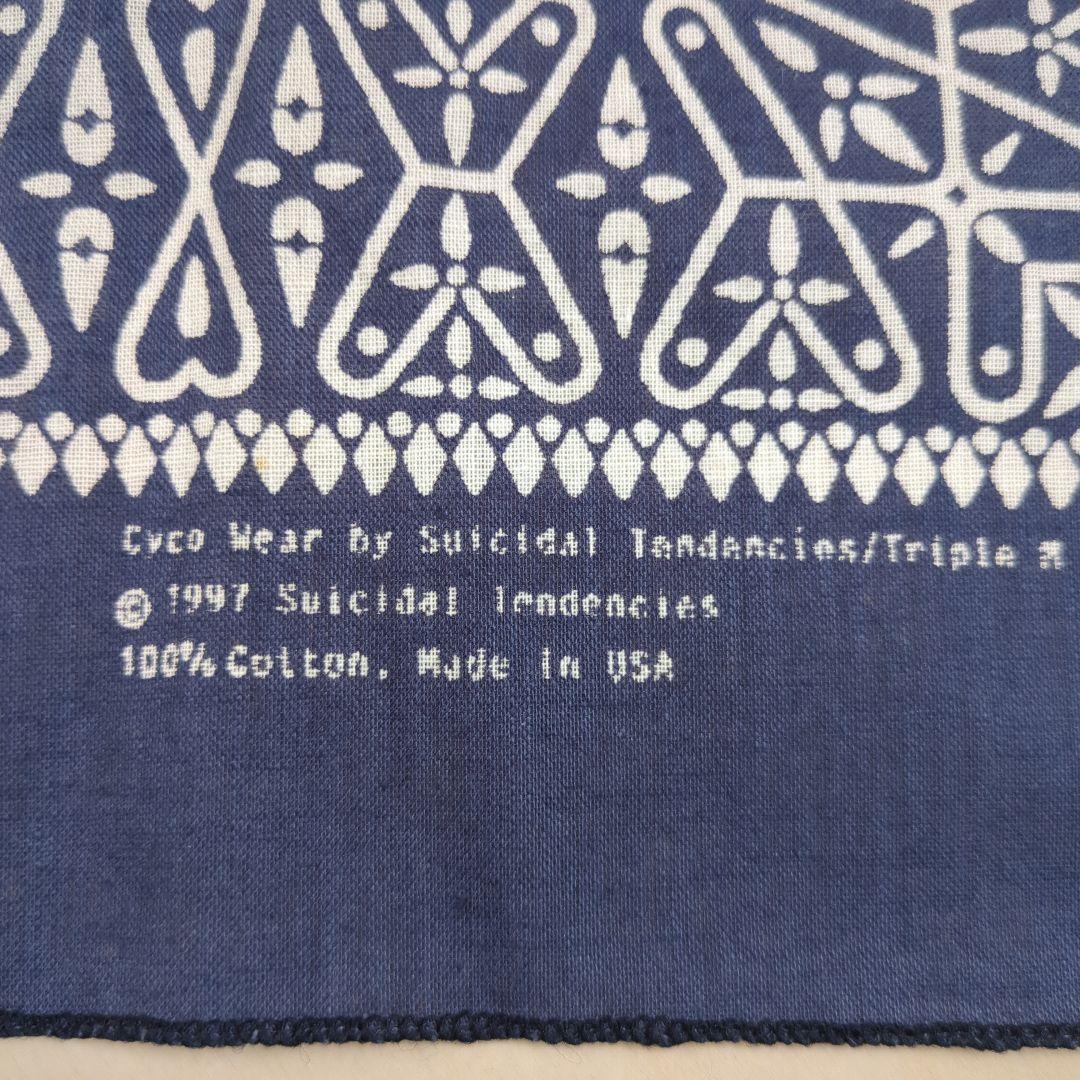 Cyco Wear by Suicidal Tendencies/Triple R
© 1997 Suicidal Tendencies
100% Cotton. Made in USA